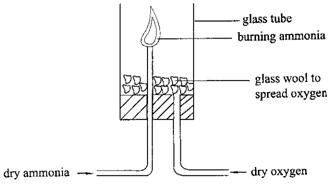 glass tube
burning ammonia
glass wool to
spread oxygen
dry ammonia
dry oxygen